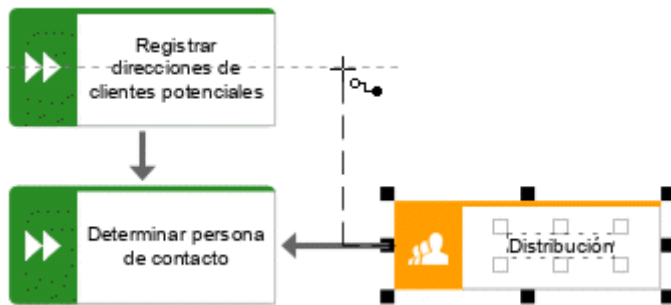 Registrar
direcciones de
clientes potenciales
Determinar persona
de contacto
Distribución